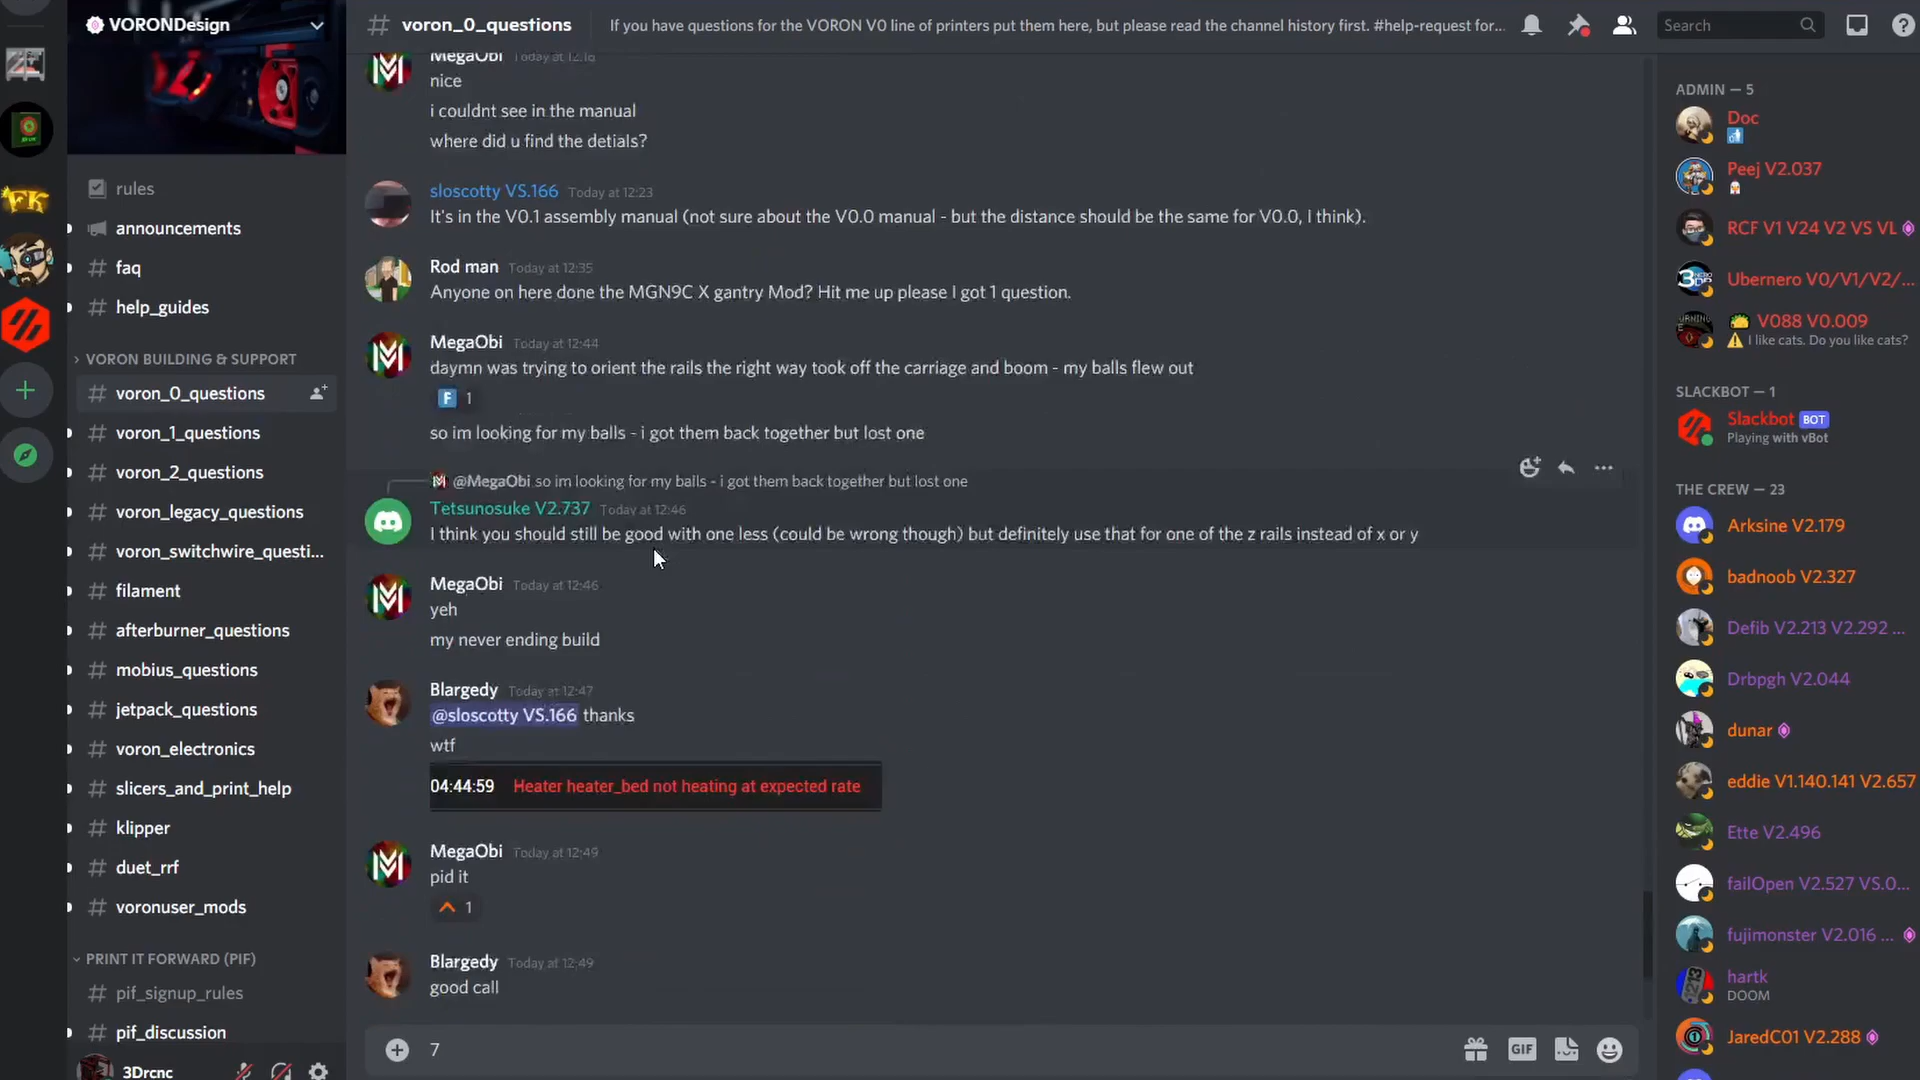 VORONDesign
# voron_0_questions
If you have questions for the VORON V0 line of printers put them here, but please read the channel history first. #help-request for...
Search
rules
announcements
# faq
# help_guides
VORON BUILDING & SUPPORT
# voron_0_questions
# voron_1_questions
# voron_2_questions
# voron_legacy_questions
# voron_switchwire_questi...
# filament
# afterburner_questions
# mobius_questions
# jetpack_questions
# voron_electronics
# slicers_and_print_help
# klipper
# duet_rrf
# voronuser_mods
PRINT IT FORWARD (PIF)
# pif_signup_rules
# pif_discussion
3Drcnc
MegaObi Today at 12:16
nice
i couldnt see in the manual
where did u find the detials?
sloscotty VS.166 Today at 12:23
It's in the V0.1 assembly manual (not sure about the V0.0 manual - but the distance should be the same for V0.0, I think).
Rod man Today at 12:35
Anyone on here done the MGN9C X gantry Mod? Hit me up please I got 1 question.
MegaObi Today at 12:44
daymn was trying to orient the rails the right way took off the carriage and boom - my balls flew out
F 1
so im looking for my balls - i got them back together but lost one
@MegaObi so im looking for my balls - i got them back together but lost one
Tetsunosuke V2.737 Today at 12:46
I think you should still be good with one less (could be wrong though) but definitely use that for one of the z rails instead of x or y
MegaObi Today at 12:46
yeh
my never ending build
Blargedy Today at 12:47
@sloscotty VS.166 thanks
wtf
04:44:59 Heater heater_bed not heating at expected rate
MegaObi Today at 12:49
pid it
1
Blargedy Today at 12:49
good call
7
GIF
ADMIN — 5
Doc
Peej V2.037
RCF V1 V24 V2 VS VL
Ubernero V0/V1/V2/...
V088 V0.009
I like cats. Do you like cats?
SLACKBOT — 1
Slackbot BOT
Playing with vBot
THE CREW — 23
Arksine V2.179
badnoob V2.327
Defib V2.213 V2.292 ...
Drbpgh V2.044
dunar
eddie V1.140.141 V2.657
Ette V2.496
failOpen V2.527 VS.0...
fujimonster V2.016 ...
hartk
DOOM
JaredC01 V2.288